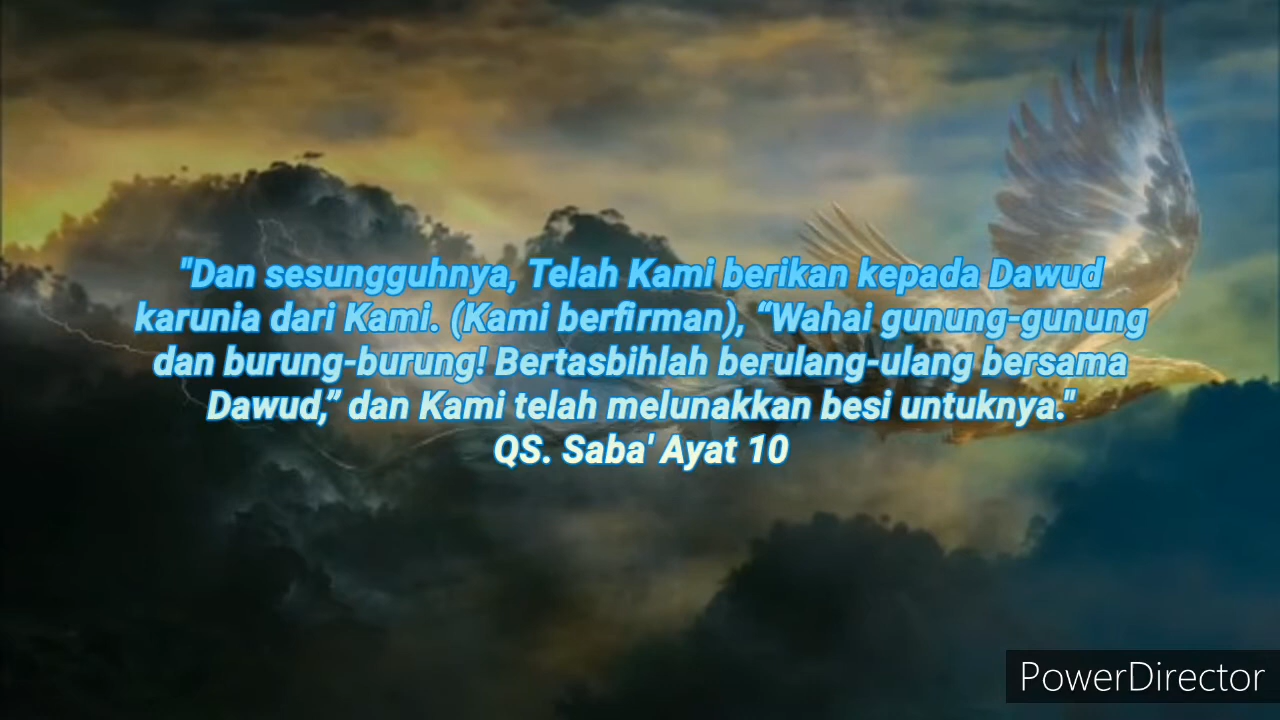 "Dan sesungguhnya, Telah Kami berikan kepada Dawud
karunia dari Kami. (Kami berfirman), “Wahai gunung-gunung
dan burung-burung! Bertasbihlah berulang-ulang bersama
Dawud,” dan Kami telah melunakkan besi untuknya."
QS. Saba' Ayat 10
PowerDirector